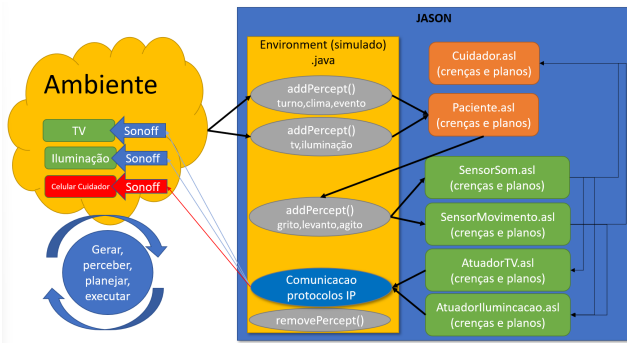 JASON
Ambiente
TV
Sonoff
Iluminação
Sonoff
Celular Cuidador
Sonoff
Gerar,
perceber,
planejar,
executar
Environment (simulado)
.java
addPercept()
turno,clima,evento
addPercept()
tv,iluminação
addPercept()
grito,levanto,agito
Comunicacao
protocolos IP
removePercept()
Cuidador.asl
(crenças e planos)
Paciente.asl
(crenças e planos)
SensorSom.asl
(crenças e planos)
SensorMovimento.asl
(crenças e planos)
AtuadorTV.asl
(crenças e planos)
AtuadorIlumincacao.asl
(crenças e planos)